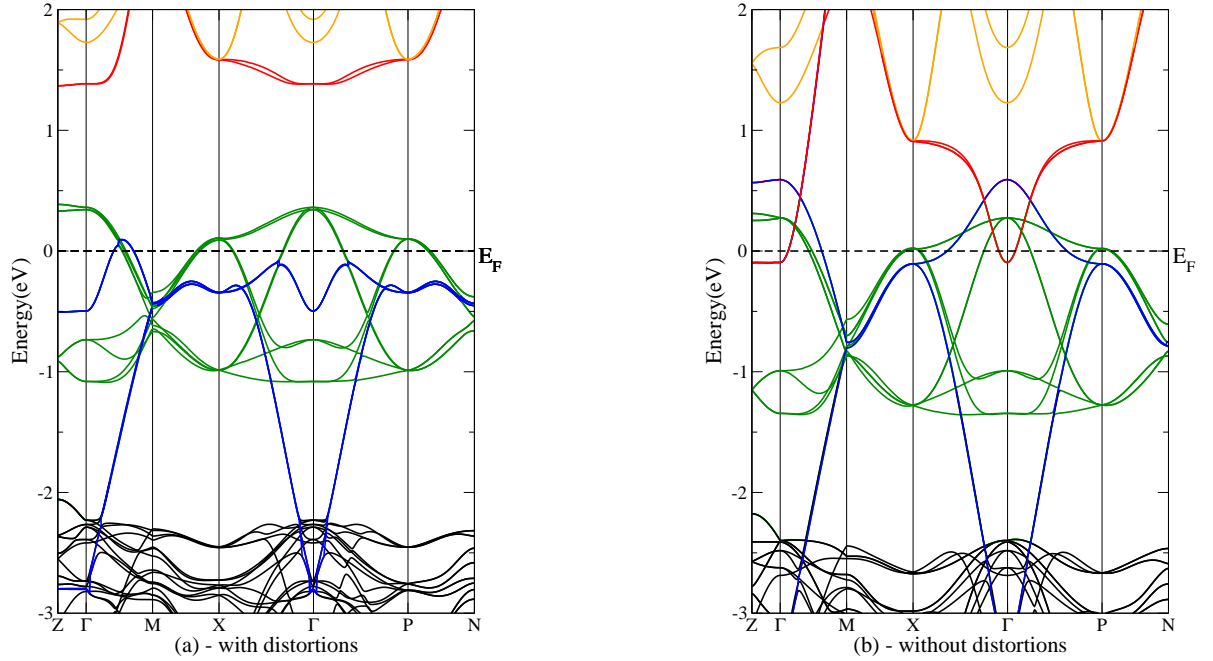 2
1
0
-1
-2
-3
Energy(eV)
E_F
Z Γ M X Γ P N
(a) - with distortions
2
1
0
-1
-2
-3
Energy(eV)
E_F
Z Γ M X Γ P N
(b) - without distortions